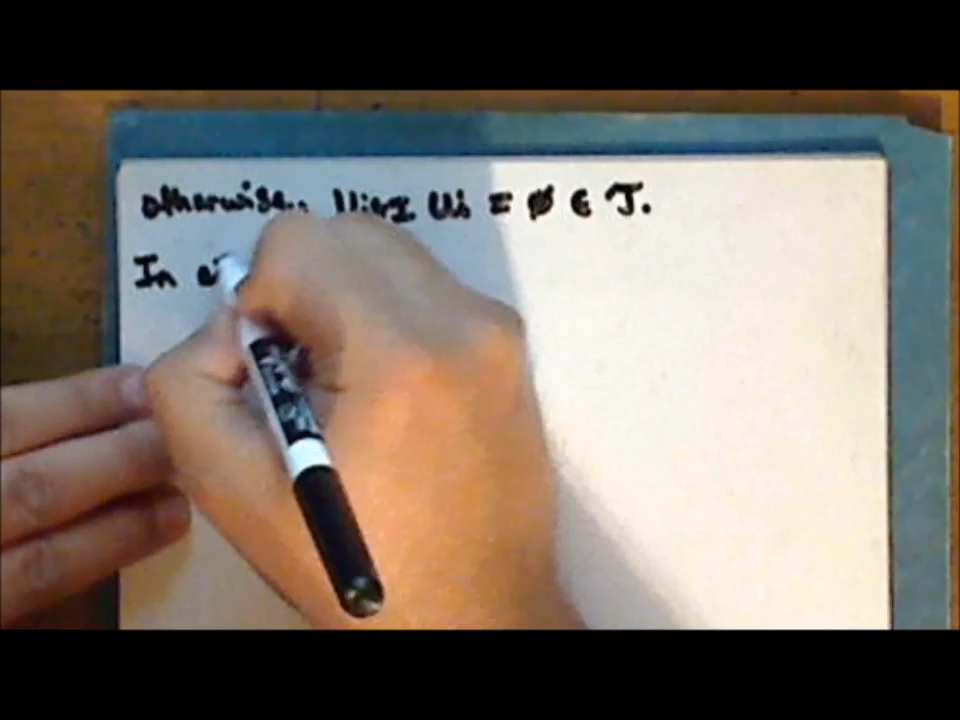 otherwise, ∪i∈I Ui = ∅ ∈ T.
In